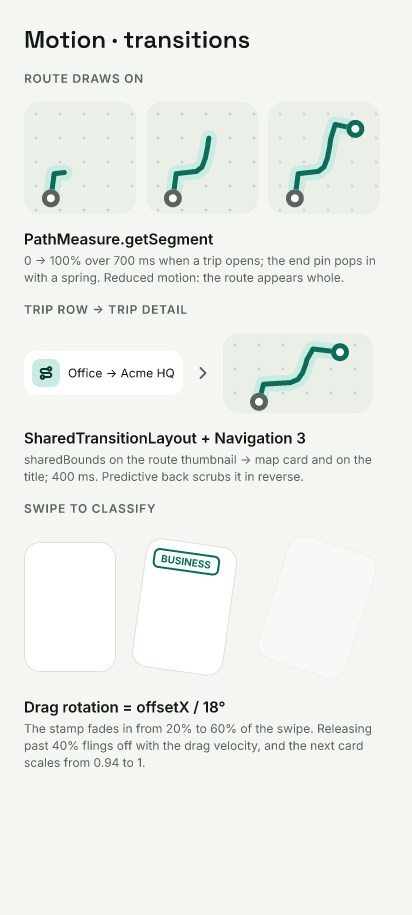 Motion · transitions
ROUTE DRAWS ON
PathMeasure.getSegment
0 → 100% over 700 ms when a trip opens; the end pin pops in
with a spring. Reduced motion: the route appears whole.
TRIP ROW → TRIP DETAIL
Office → Acme HQ
SharedTransitionLayout + Navigation 3
sharedBounds on the route thumbnail → map card and on the
title; 400 ms. Predictive back scrubs it in reverse.
SWIPE TO CLASSIFY
BUSINESS
Drag rotation = offsetX / 18°
The stamp fades in from 20% to 60% of the swipe. Releasing
past 40% flings off with the drag velocity, and the next card
scales from 0.94 to 1.